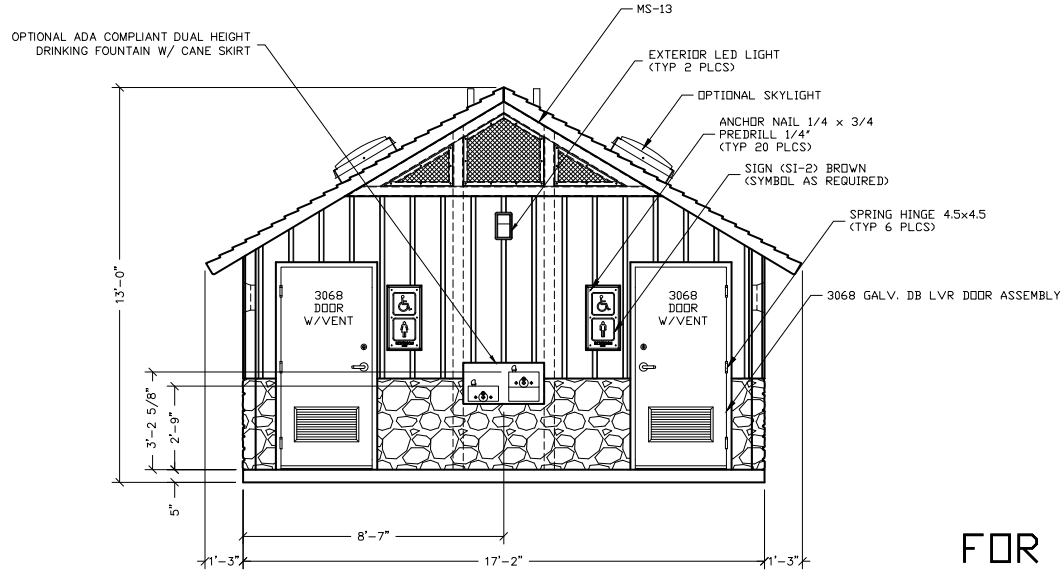 MS-13
OPTIONAL ADA COMPLIANT DUAL HEIGHT
DRINKING FOUNTAIN W/ CANE SKIRT
EXTERIOR LED LIGHT
(TYP 2 PLCS)
OPTIONAL SKYLIGHT
ANCHOR NAIL 1/4 x 3/4
PREDRILL 1/4"
(TYP 20 PLCS)
SIGN (SI-2) BROWN
(SYMBOL AS REQUIRED)
SPRING HINGE 4.5x4.5
(TYP 6 PLCS)
3068 GALV. DB LVR DOOR ASSEMBLY
3068
DOOR
W/VENT
3068
DOOR
W/VENT
13'-0"
3'-2 5/8"
2'-9"
5"
8'-7"
1'-3"
17'-2"
1'-3"
FOR